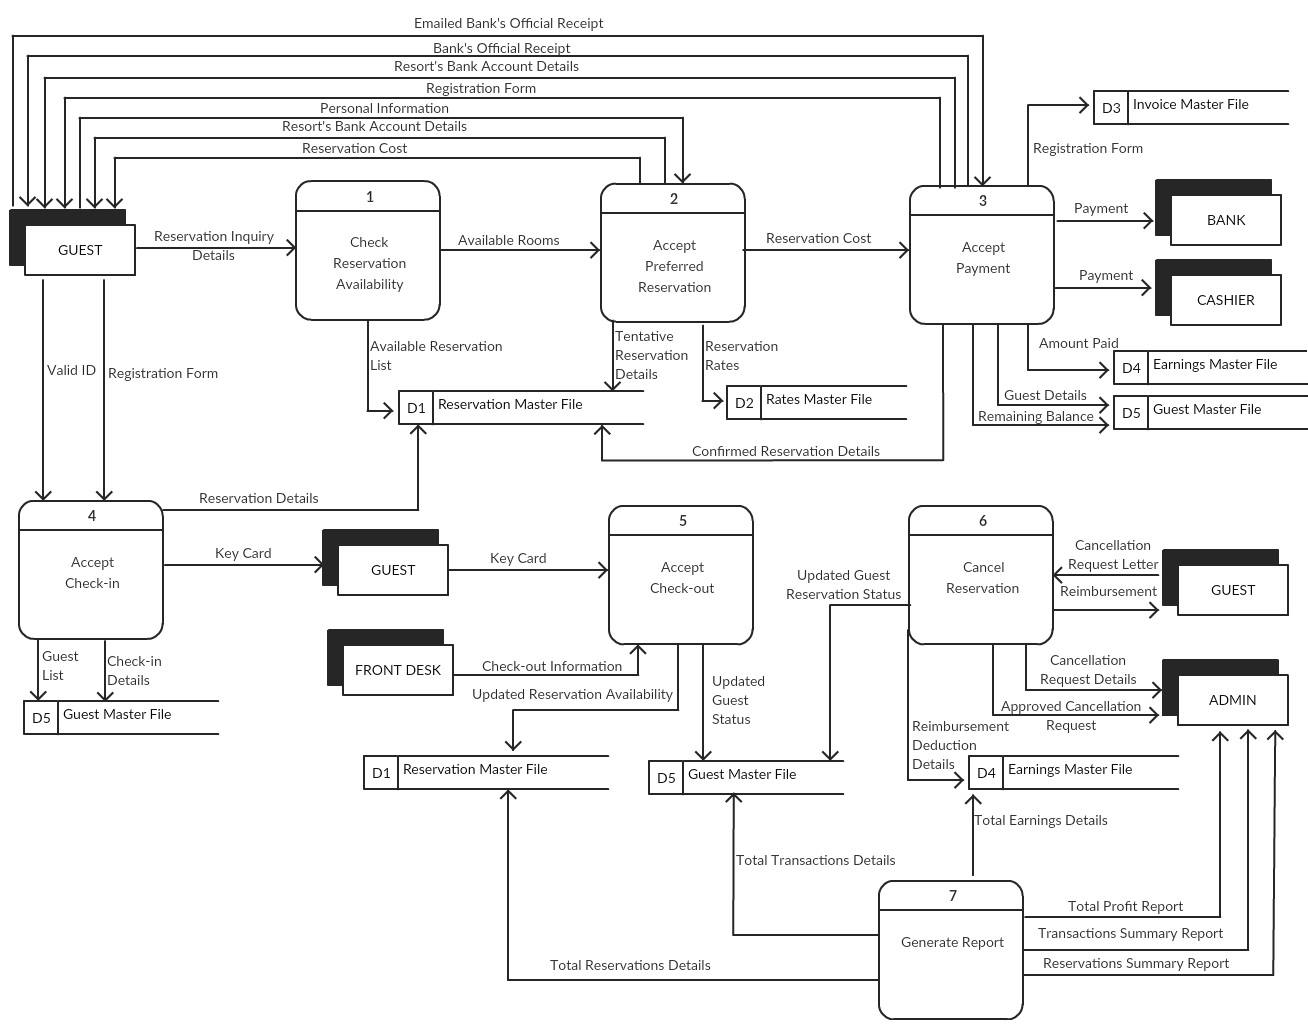 Emailed Bank's Official Receipt
Bank's Official Receipt
Resort's Bank Account Details
Registration Form
Personal Information
Resort's Bank Account Details
Reservation Cost
D3 Invoice Master File
Registration Form
GUEST
Reservation Inquiry
Details
1
Check
Reservation
Availability
Available Rooms
2
Accept
Preferred
Reservation
Reservation Cost
3
Accept
Payment
Payment
BANK
Payment
CASHIER
Valid ID
Registration Form
Available Reservation
List
Tentative
Reservation
Details
Reservation
Rates
Amount Paid
D4 Earnings Master File
Guest Details
D5 Guest Master File
Remaining Balance
D1 Reservation Master File
D2 Rates Master File
Confirmed Reservation Details
Reservation Details
4
Accept
Check-in
Key Card
GUEST
Key Card
5
Accept
Check-out
6
Cancel
Reservation
Cancellation
Request Letter
Reimbursement
GUEST
Updated Guest
Reservation Status
FRONT DESK
Check-out Information
Updated Reservation Availability
Updated
Guest
Status
Cancellation
Request Details
ADMIN
Approved Cancellation
Request
Guest
List
Check-in
Details
D5 Guest Master File
Reimbursement
Deduction
Details
D1 Reservation Master File
D5 Guest Master File
D4 Earnings Master File
Total Earnings Details
Total Transactions Details
7
Generate Report
Total Profit Report
Transactions Summary Report
Reservations Summary Report
Total Reservations Details